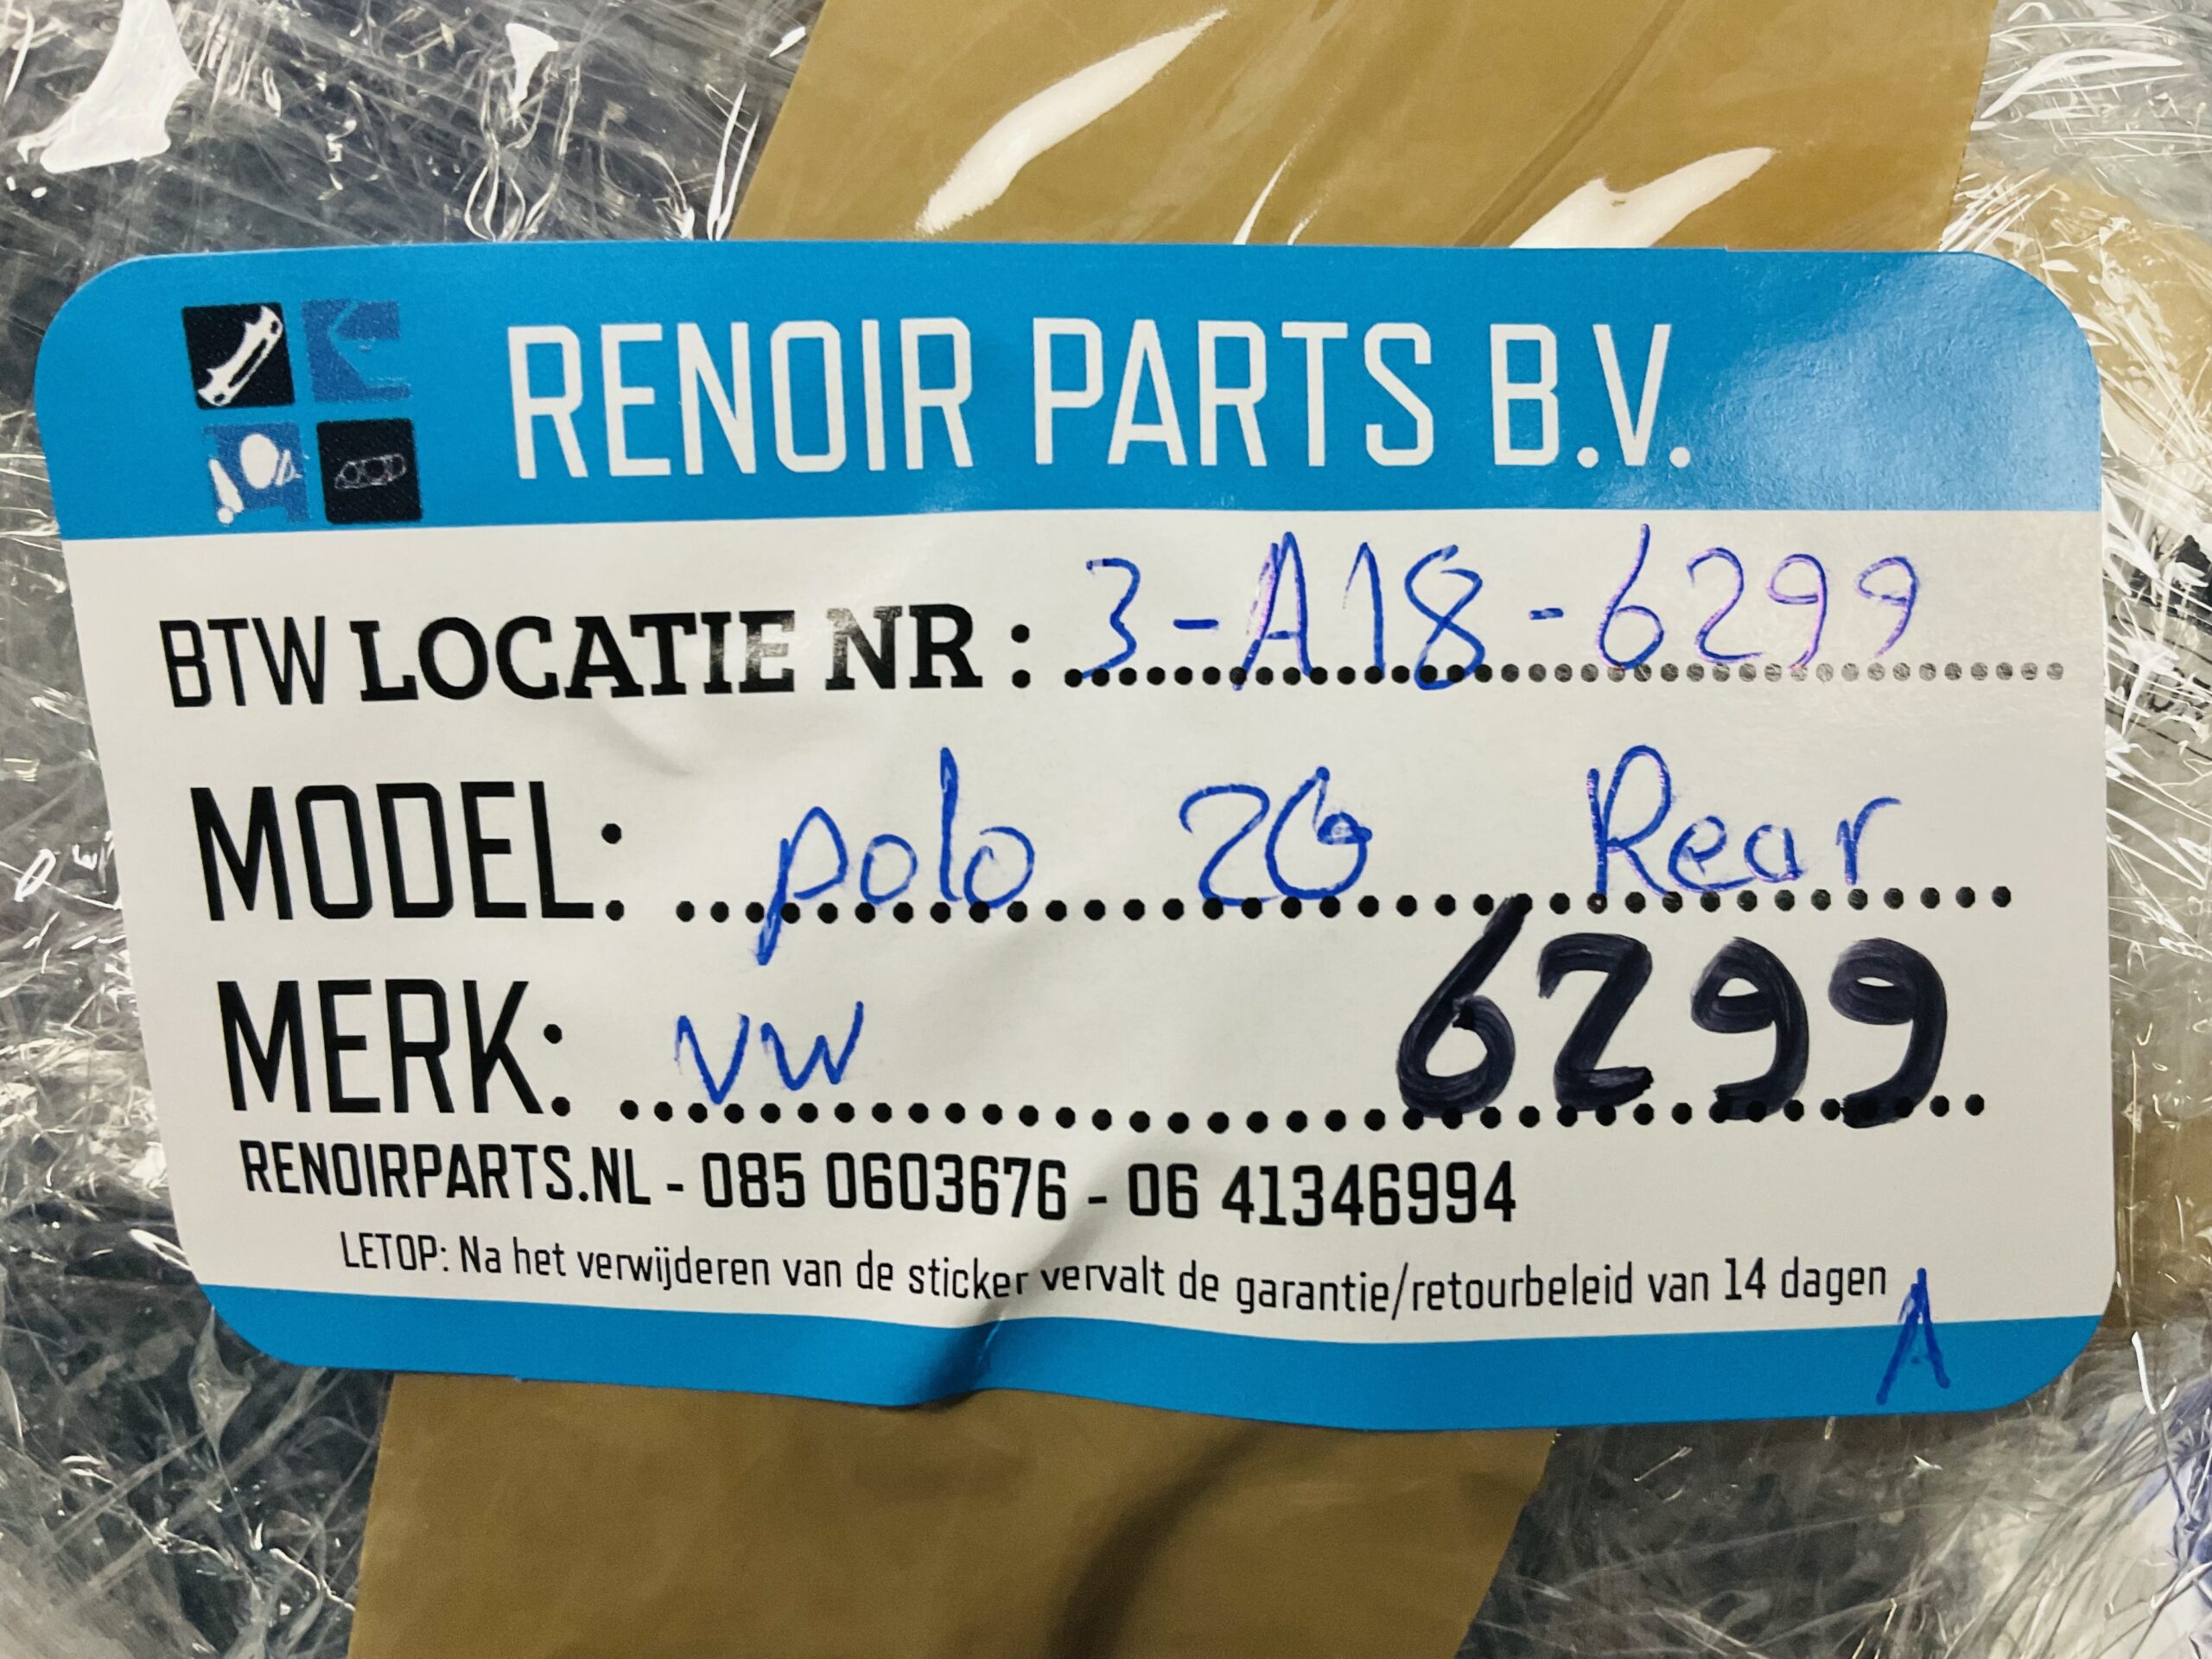 RENOIR PARTS B.V.
BTW LOCATIE NR : 3-A18-6299
MODEL: polo 2G Rear
MERK: VW 6299
RENOIRPARTS.NL - 085 0603676 - 06 41346994
LETOP: Na het verwijderen van de sticker vervalt de garantie/retourbeleid van 14 dagen
A